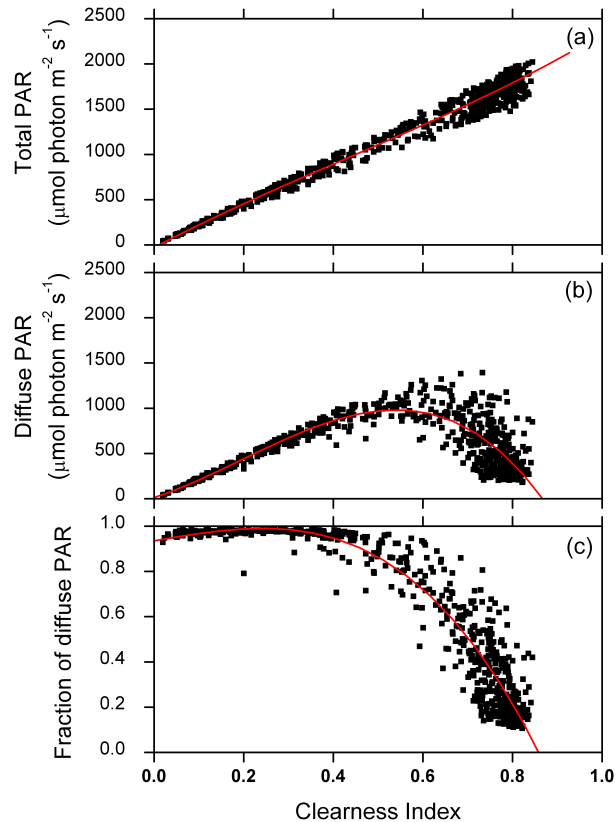 (a)
2500
2000
1500
1000
500
0
Total PAR
(μmol photon m⁻² s⁻¹)
(b)
2500
2000
1500
1000
500
0
Diffuse PAR
(μmol photon m⁻² s⁻¹)
(c)
1.0
0.8
0.6
0.4
0.2
0.0
Fraction of diffuse PAR
0.0 0.2 0.4 0.6 0.8 1.0
Clearness Index